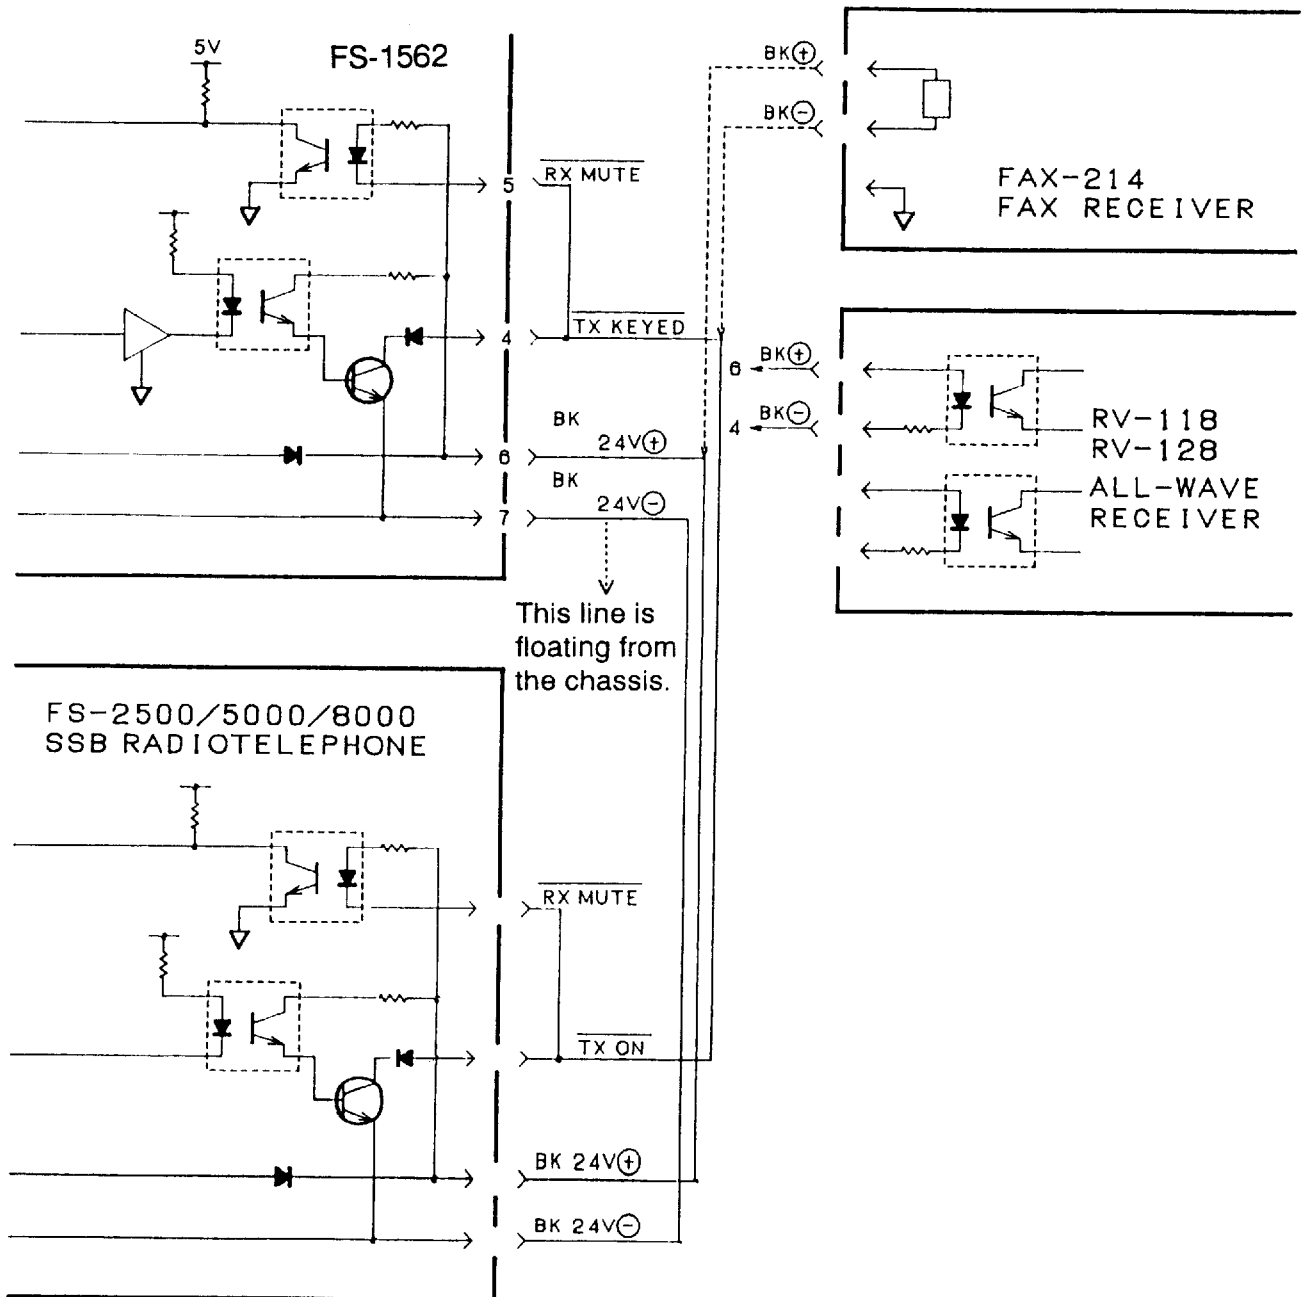 5V
FS-1562
5
RX MUTE
4
TX KEYED
BK
6
24V⊕
BK
7
24V⊖
This line is
floating from
the chassis.
BK⊕
BK⊖
FAX-214
FAX RECEIVER
6
BK⊕
4
BK⊖
RV-118
RV-128
ALL-WAVE
RECEIVER
FS-2500/5000/8000
SSB RADIOTELEPHONE
RX MUTE
TX ON
BK 24V⊕
BK 24V⊖